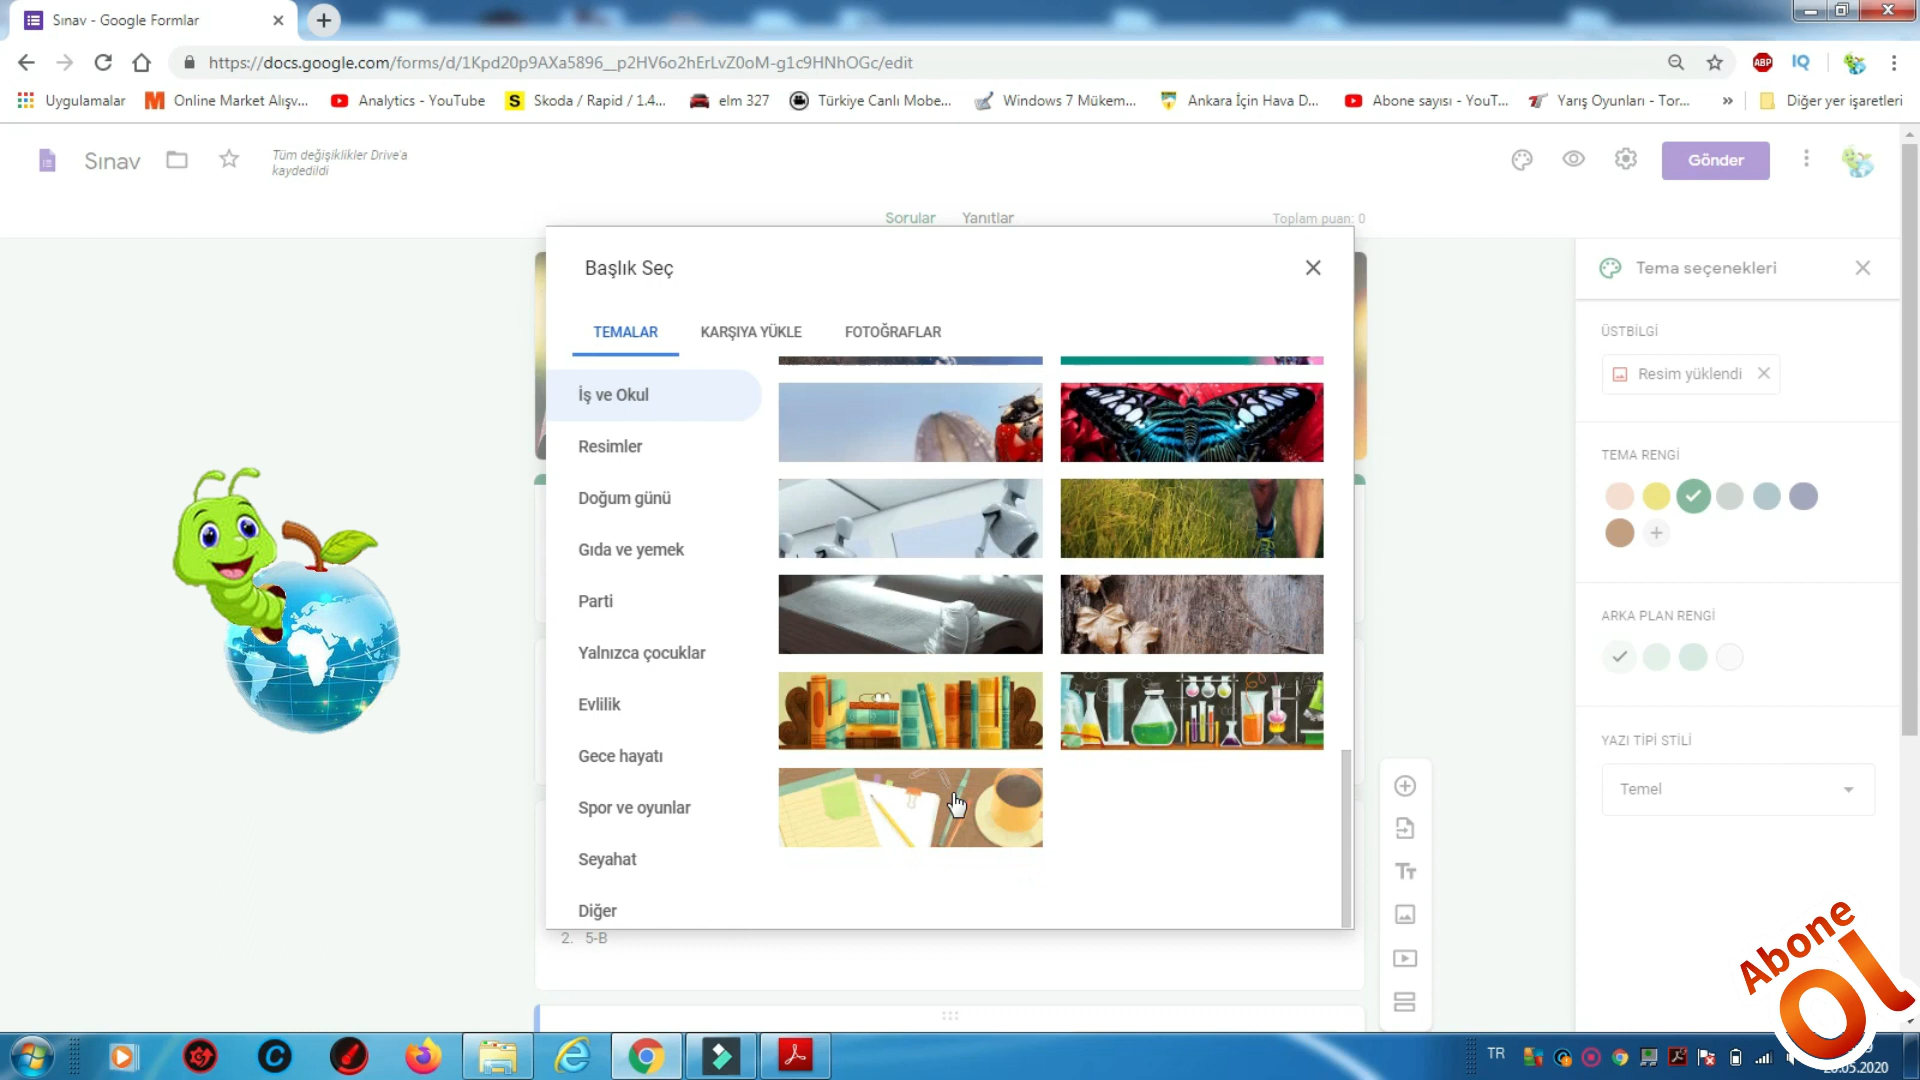 Sınav - Google Formlar
https://docs.google.com/forms/d/1Kpd20p9AXa5896__p2HV6o2hErLvZ0oM-g1c9HNhOGc/edit
ABP
IQ
Uygulamalar
Online Market Alışv...
Analytics - YouTube
Skoda / Rapid / 1.4...
elm 327
Türkiye Canlı Mobe...
Windows 7 Mükem...
Ankara İçin Hava D...
Abone sayısı - YouT...
Yarış Oyunları - Tor...
»
Diğer yer işaretleri
Sınav
Tüm değişiklikler Drive'a
kaydedildi
Gönder
Sorular
Yanıtlar
Toplam puan: 0
Başlık Seç
TEMALAR
KARŞIYA YÜKLE
FOTOĞRAFLAR
İş ve Okul
Resimler
Doğum günü
Gıda ve yemek
Parti
Yalnızca çocuklar
Evlilik
Gece hayatı
Spor ve oyunlar
Seyahat
Diğer
2. 5-B
Tema seçenekleri
ÜSTBİLGİ
Resim yüklendi
TEMA RENGİ
ARKA PLAN RENGİ
YAZI TİPİ STİLİ
Temel
Tт
Abone
Ol
TR